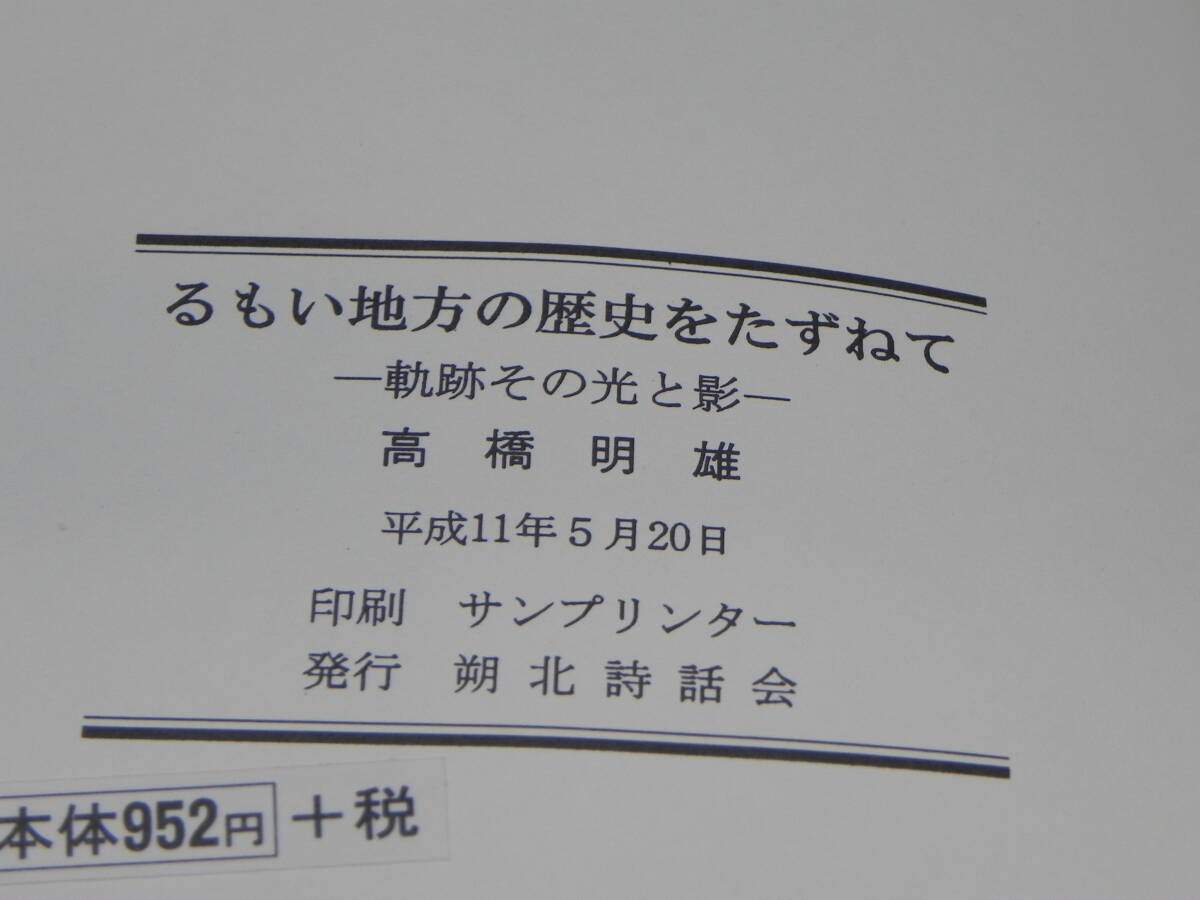 るもい地方の歴史をたずねて
―軌跡その光と影―
高橋明雄
平成11年5月20日
印刷　サンプリンター
発行　朔北詩話会
本体952円+税